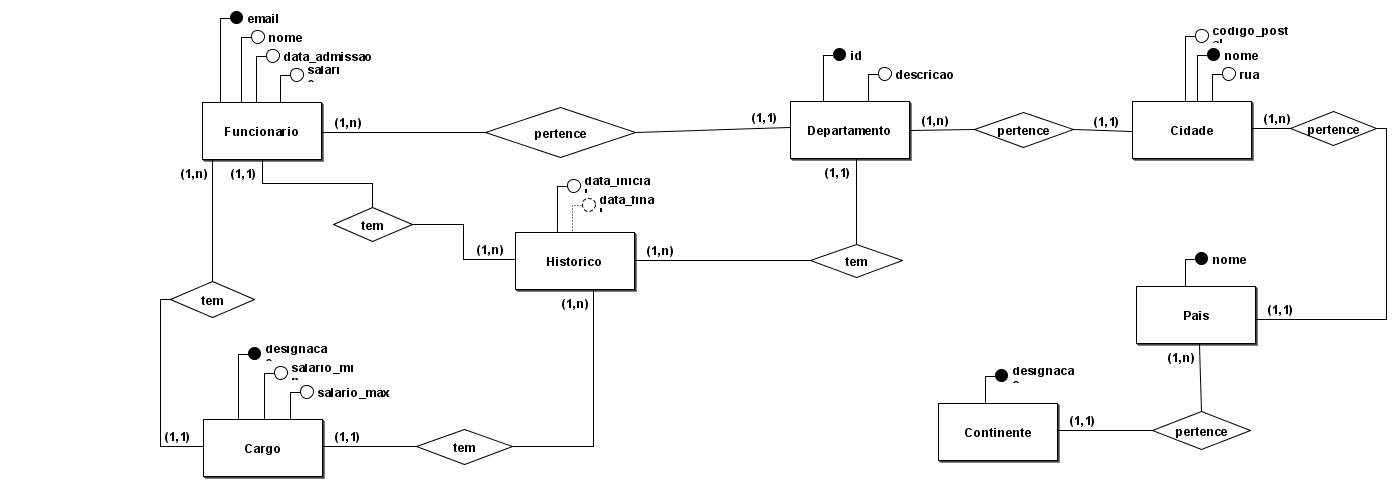 email
nome
data_admissao
salari
Funcionario
(1,n)
pertence
(1,1)
id
descricao
Departamento
(1,n)
pertence
(1,1)
codigo_post
nome
rua
Cidade
(1,n)
pertence
(1,n)
(1,1)
tem
data_inicia
data_fina
(1,n)
Historico
(1,n)
(1,1)
tem
(1,n)
tem
nome
Pais
(1,1)
(1,n)
designaca
salario_mi
salario_max
(1,1)
Cargo
(1,1)
tem
designaca
Continente
(1,1)
pertence